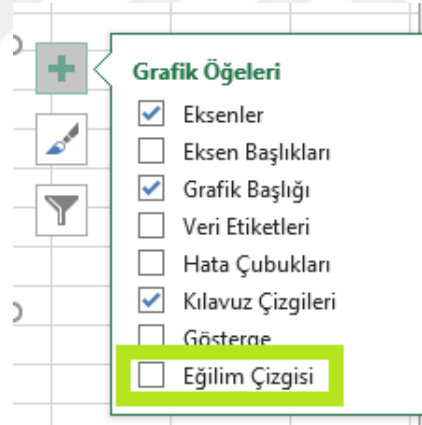 Grafik Öğeleri
Eksenler
Eksen Başlıkları
Grafik Başlığı
Veri Etiketleri
Hata Çubukları
Kılavuz Çizgileri
Gösterge
Eğilim Çizgisi